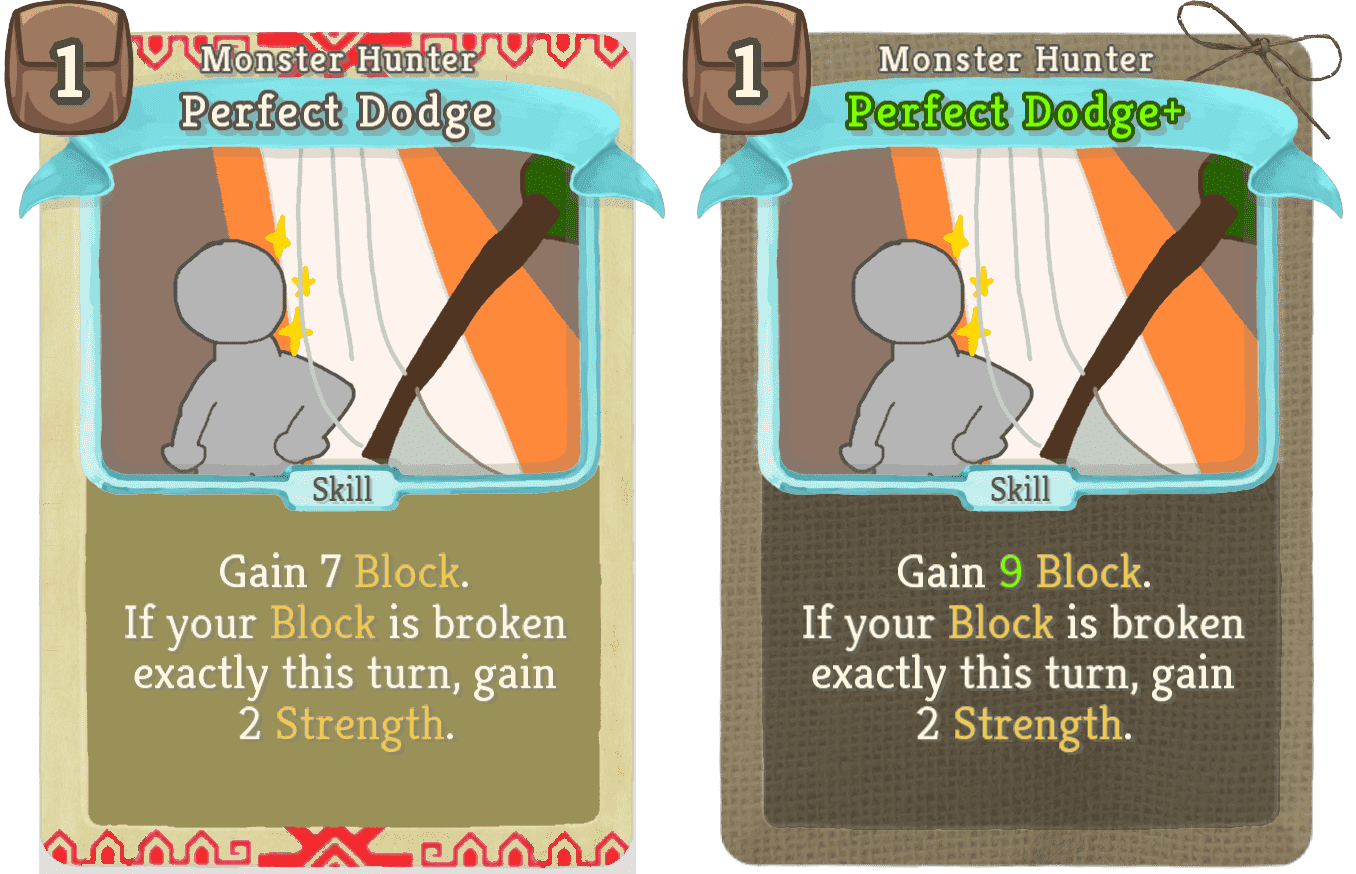 1
Monster Hunter
Perfect Dodge
Skill
Gain 7 Block.
If your Block is broken
exactly this turn, gain
2 Strength.
1
Monster Hunter
Perfect Dodge+
Skill
Gain 9 Block.
If your Block is broken
exactly this turn, gain
2 Strength.